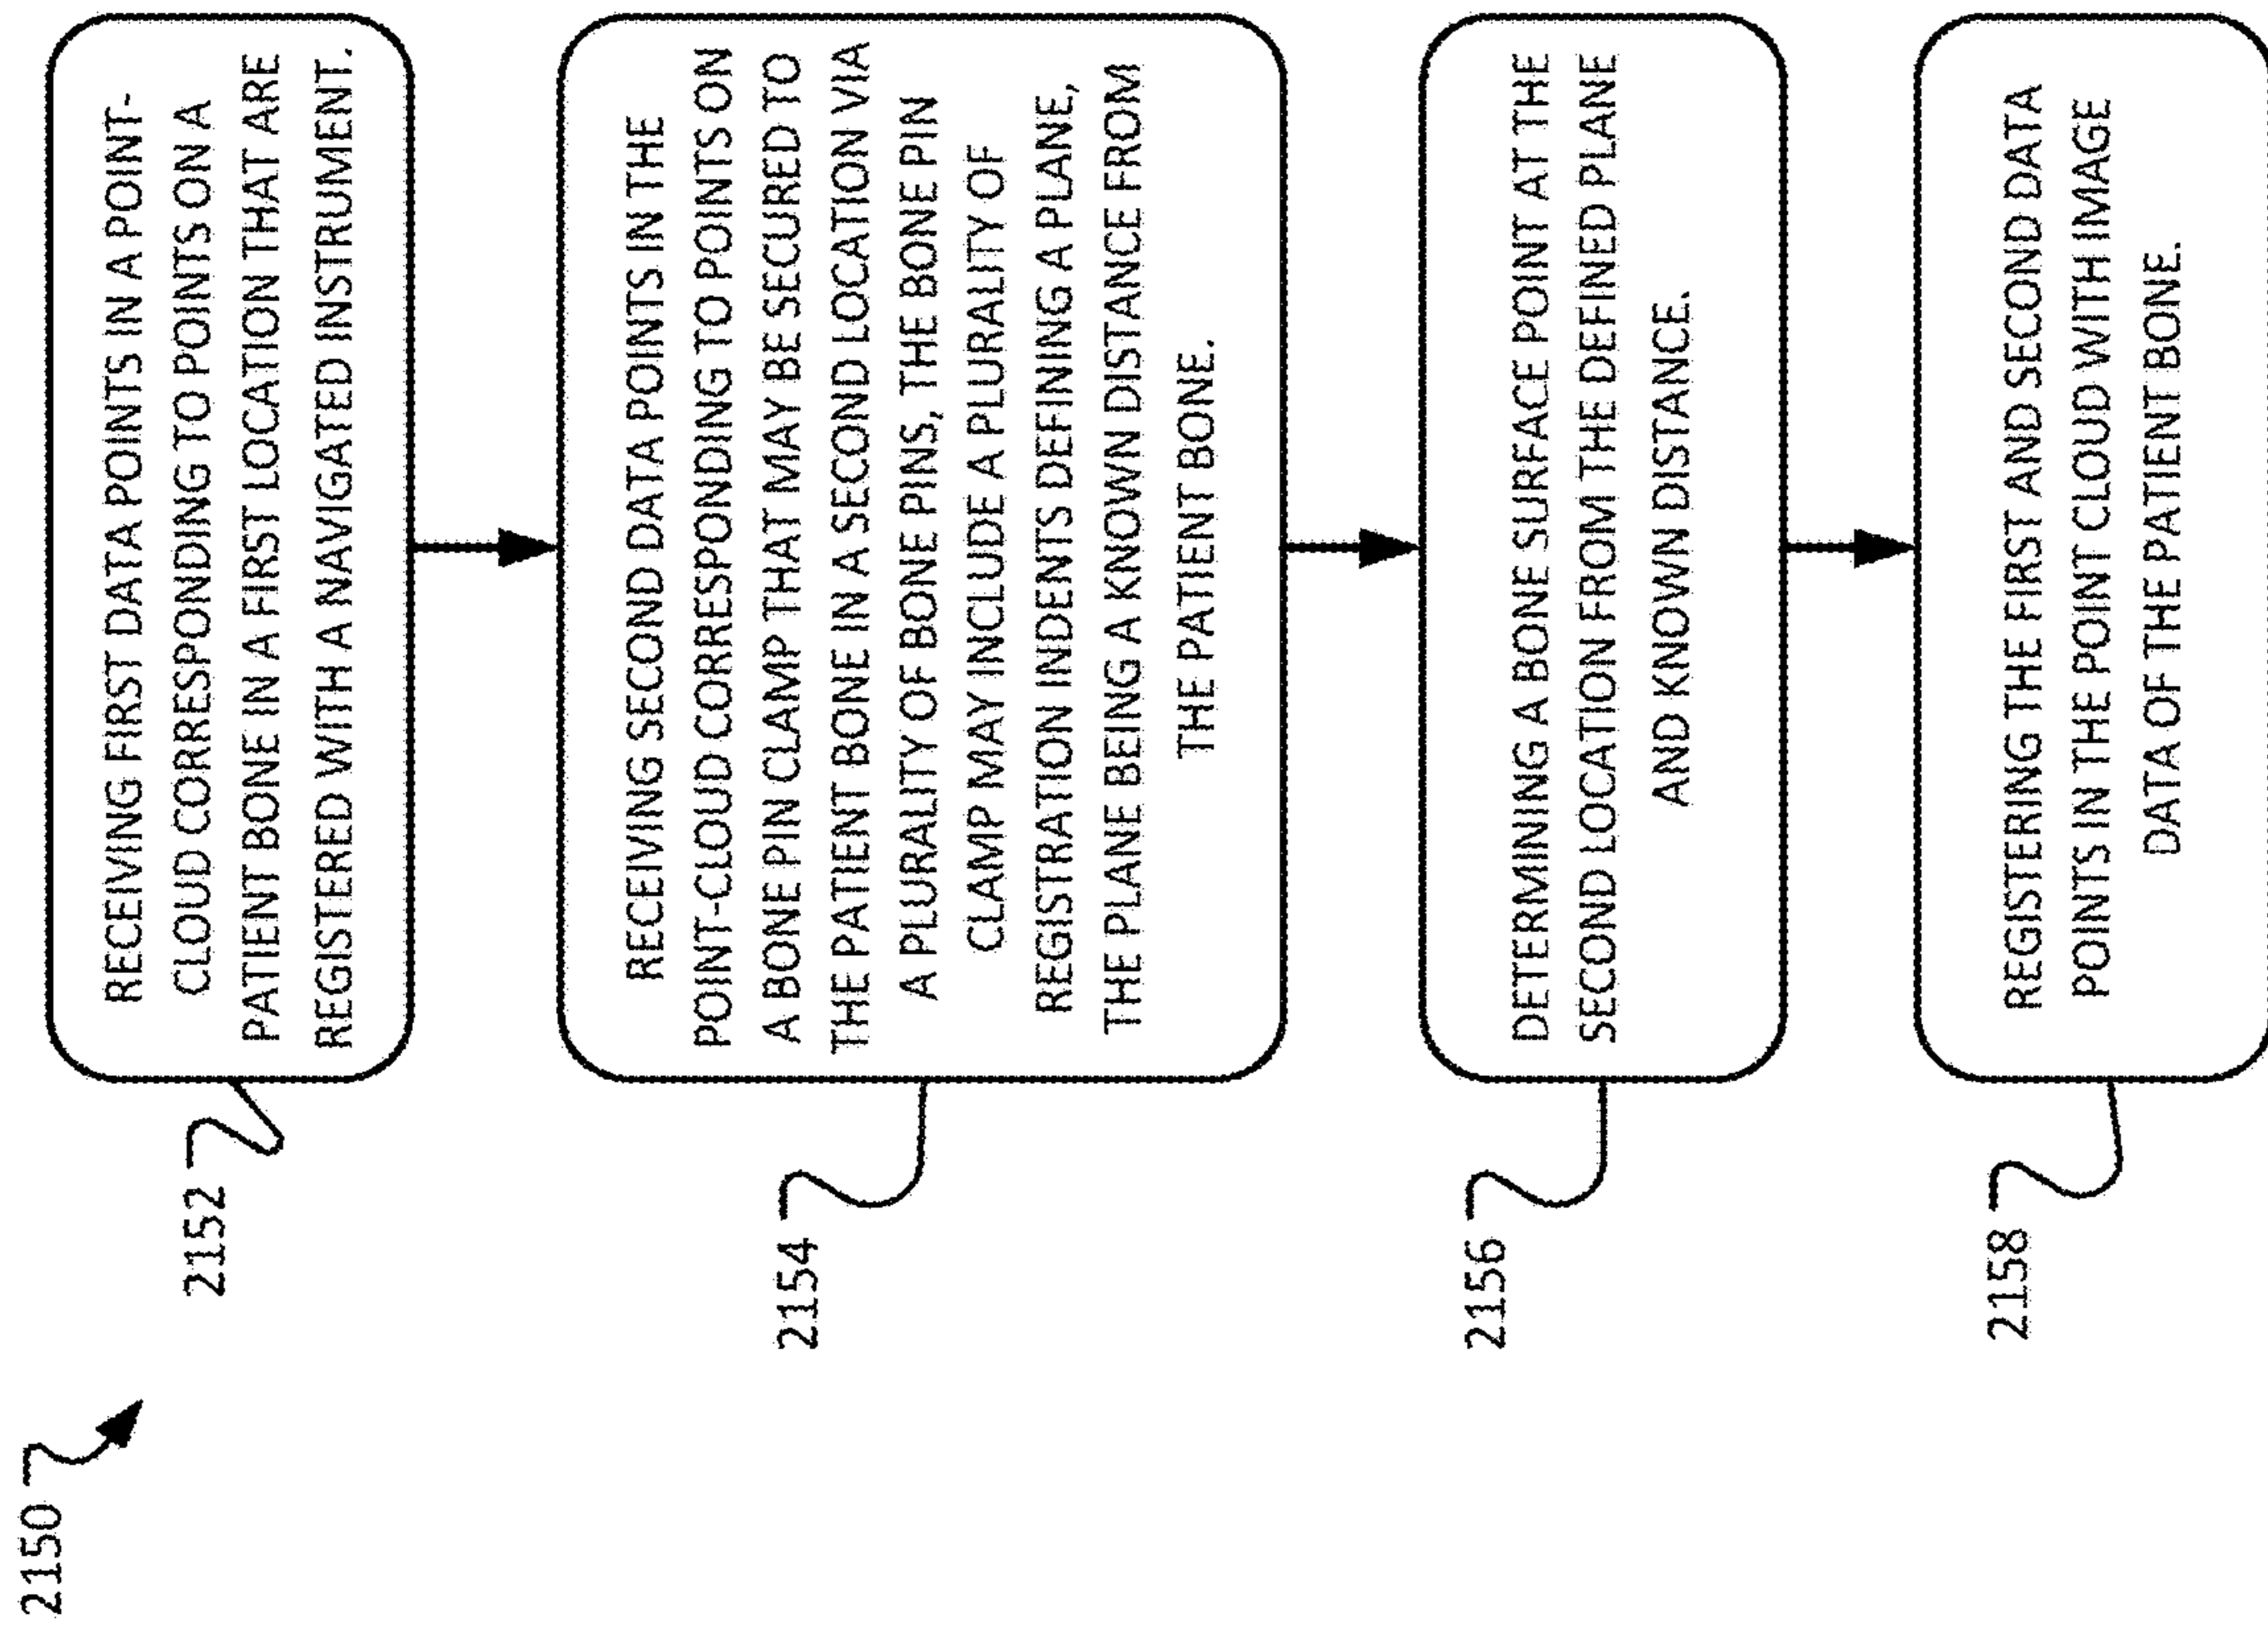 2150
2152
RECEIVING FIRST DATA POINTS IN A POINT-
CLOUD CORRESPONDING TO POINTS ON A
PATIENT BONE IN A FIRST LOCATION THAT ARE
REGISTERED WITH A NAVIGATED INSTRUMENT.
2154
RECEIVING SECOND DATA POINTS IN THE
POINT-CLOUD CORRESPONDING TO POINTS ON
A BONE PIN CLAMP THAT MAY BE SECURED TO
THE PATIENT BONE IN A SECOND LOCATION VIA
A PLURALITY OF BONE PINS, THE BONE PIN
CLAMP MAY INCLUDE A PLURALITY OF
REGISTRATION INDENTS DEFINING A PLANE,
THE PLANE BEING A KNOWN DISTANCE FROM
THE PATIENT BONE.
2156
DETERMINING A BONE SURFACE POINT AT THE
SECOND LOCATION FROM THE DEFINED PLANE
AND KNOWN DISTANCE.
2158
REGISTERING THE FIRST AND SECOND DATA
POINTS IN THE POINT CLOUD WITH IMAGE
DATA OF THE PATIENT BONE.